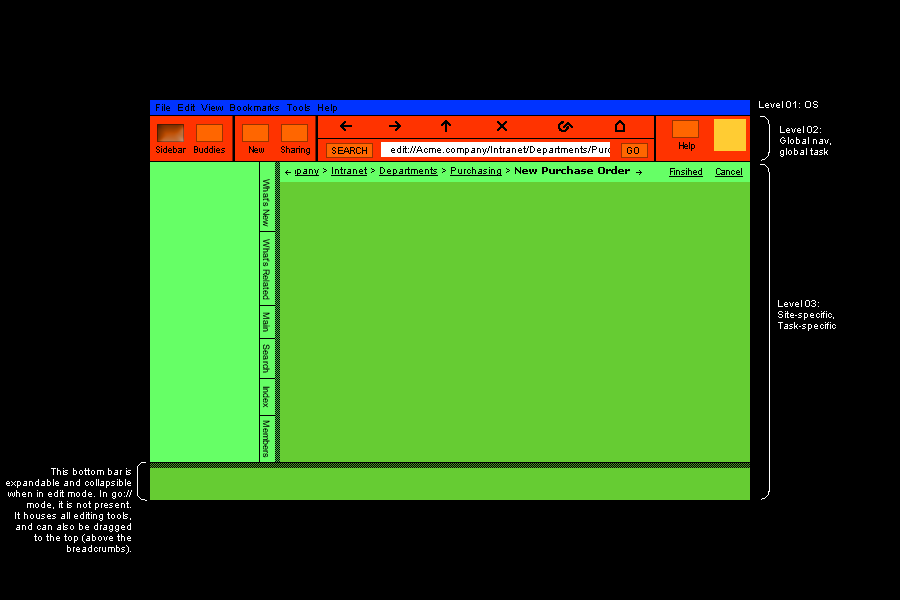 File Edit View Bookmarks Tools Help
Level 01: OS
Sidebar Buddies New Sharing
Help
Level 02:
Global nav,
global task
SEARCH edit://Acme.company/Intranet/Departments/Purc GO
pany > Intranet > Departments > Purchasing > New Purchase Order
Finsihed Cancel
What's New
What's Related
Main
Search
Index
Members
Level 03:
Site-specific,
Task-specific
This bottom bar is
expandable and collapsible
when in edit mode. In go://
mode, it is not present.
It houses all editing tools,
and can also be dragged
to the top (above the
breadcrumbs).